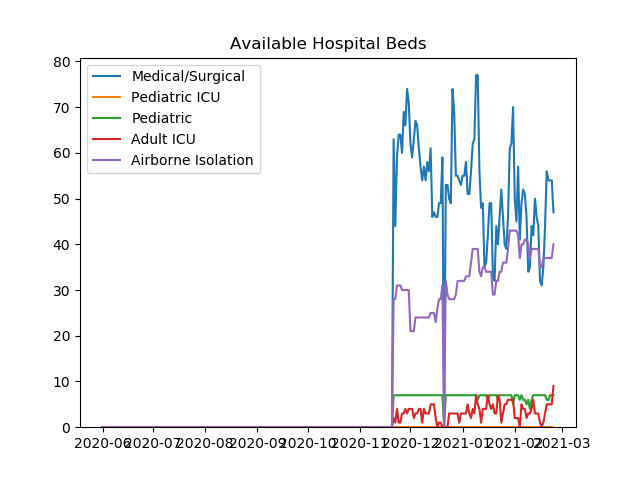 Available Hospital Beds
80
70
60
50
40
30
20
10
0
Medical/Surgical
Pediatric ICU
Pediatric
Adult ICU
Airborne Isolation
2020-06 2020-07 2020-08 2020-09 2020-10 2020-11 2020-12 2021-01 2021-02 2021-03